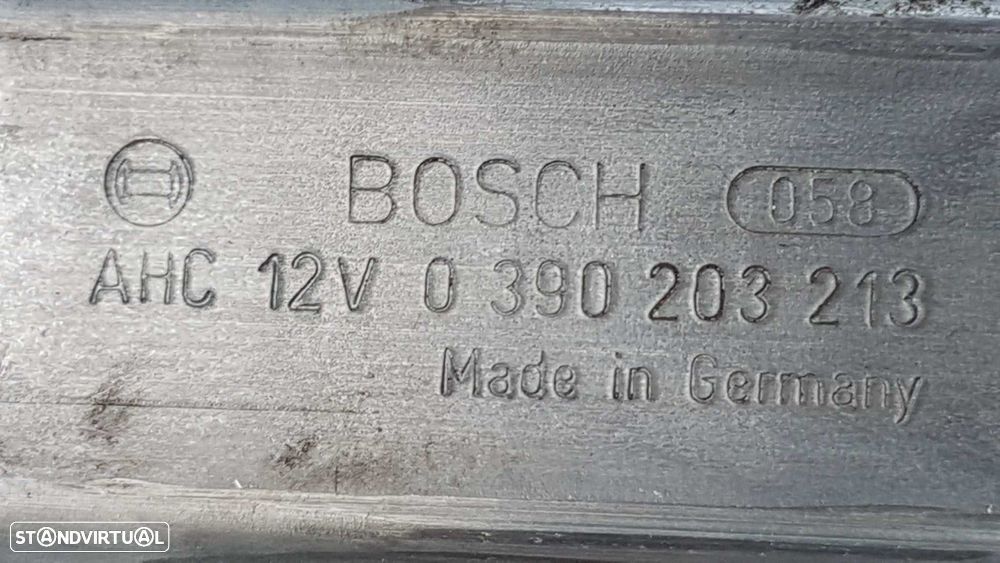 BOSCH 058
AHC 12V 0 390 203 213
Made in Germany
STANDVIRTUAL